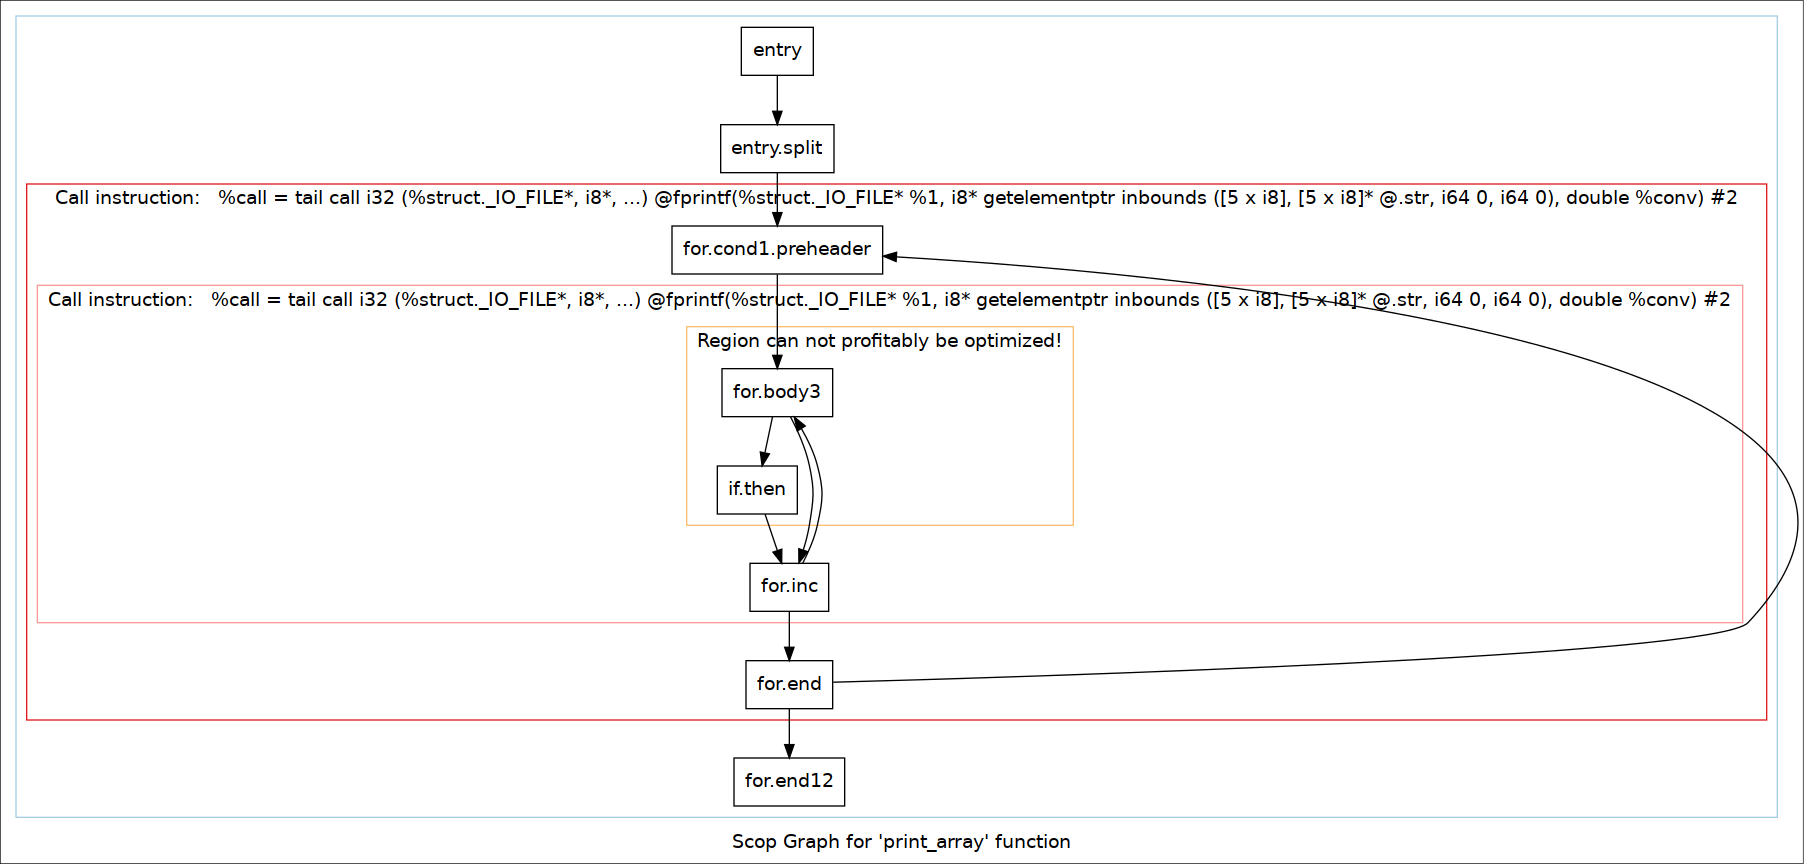 entry
entry.split
Call instruction:   %call = tail call i32 (%struct._IO_FILE*, i8*, ...) @fprintf(%struct._IO_FILE* %1, i8* getelementptr inbounds ([5 x i8], [5 x i8]* @.str, i64 0, i64 0), double %conv) #2
for.cond1.preheader
Call instruction:   %call = tail call i32 (%struct._IO_FILE*, i8*, ...) @fprintf(%struct._IO_FILE* %1, i8* getelementptr inbounds ([5 x i8], [5 x i8]* @.str, i64 0, i64 0), double %conv) #2
Region can not profitably be optimized!
for.body3
if.then
for.inc
for.end
for.end12
Scop Graph for 'print_array' function